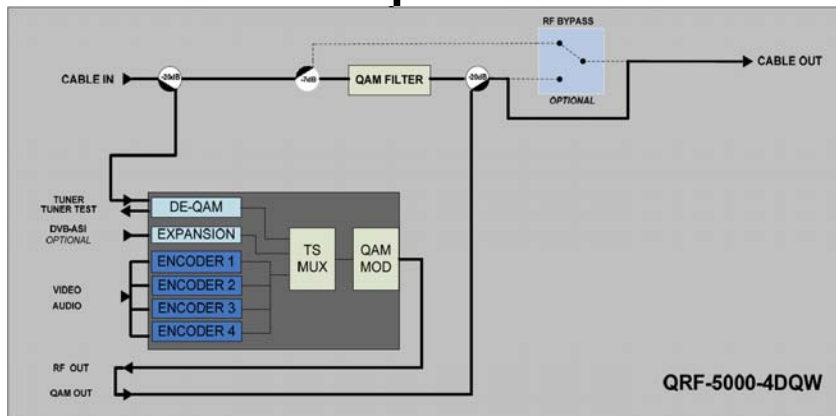 RF BYPASS
CABLE IN
-20dB
-7dB
QAM FILTER
-20dB
CABLE OUT
OPTIONAL
TUNER
TUNER TEST
DE-QAM
DVB-ASI
OPTIONAL
EXPANSION
TS
MUX
QAM
MOD
ENCODER 1
ENCODER 2
ENCODER 3
ENCODER 4
VIDEO
AUDIO
RF OUT
QAM OUT
QRF-5000-4DQW